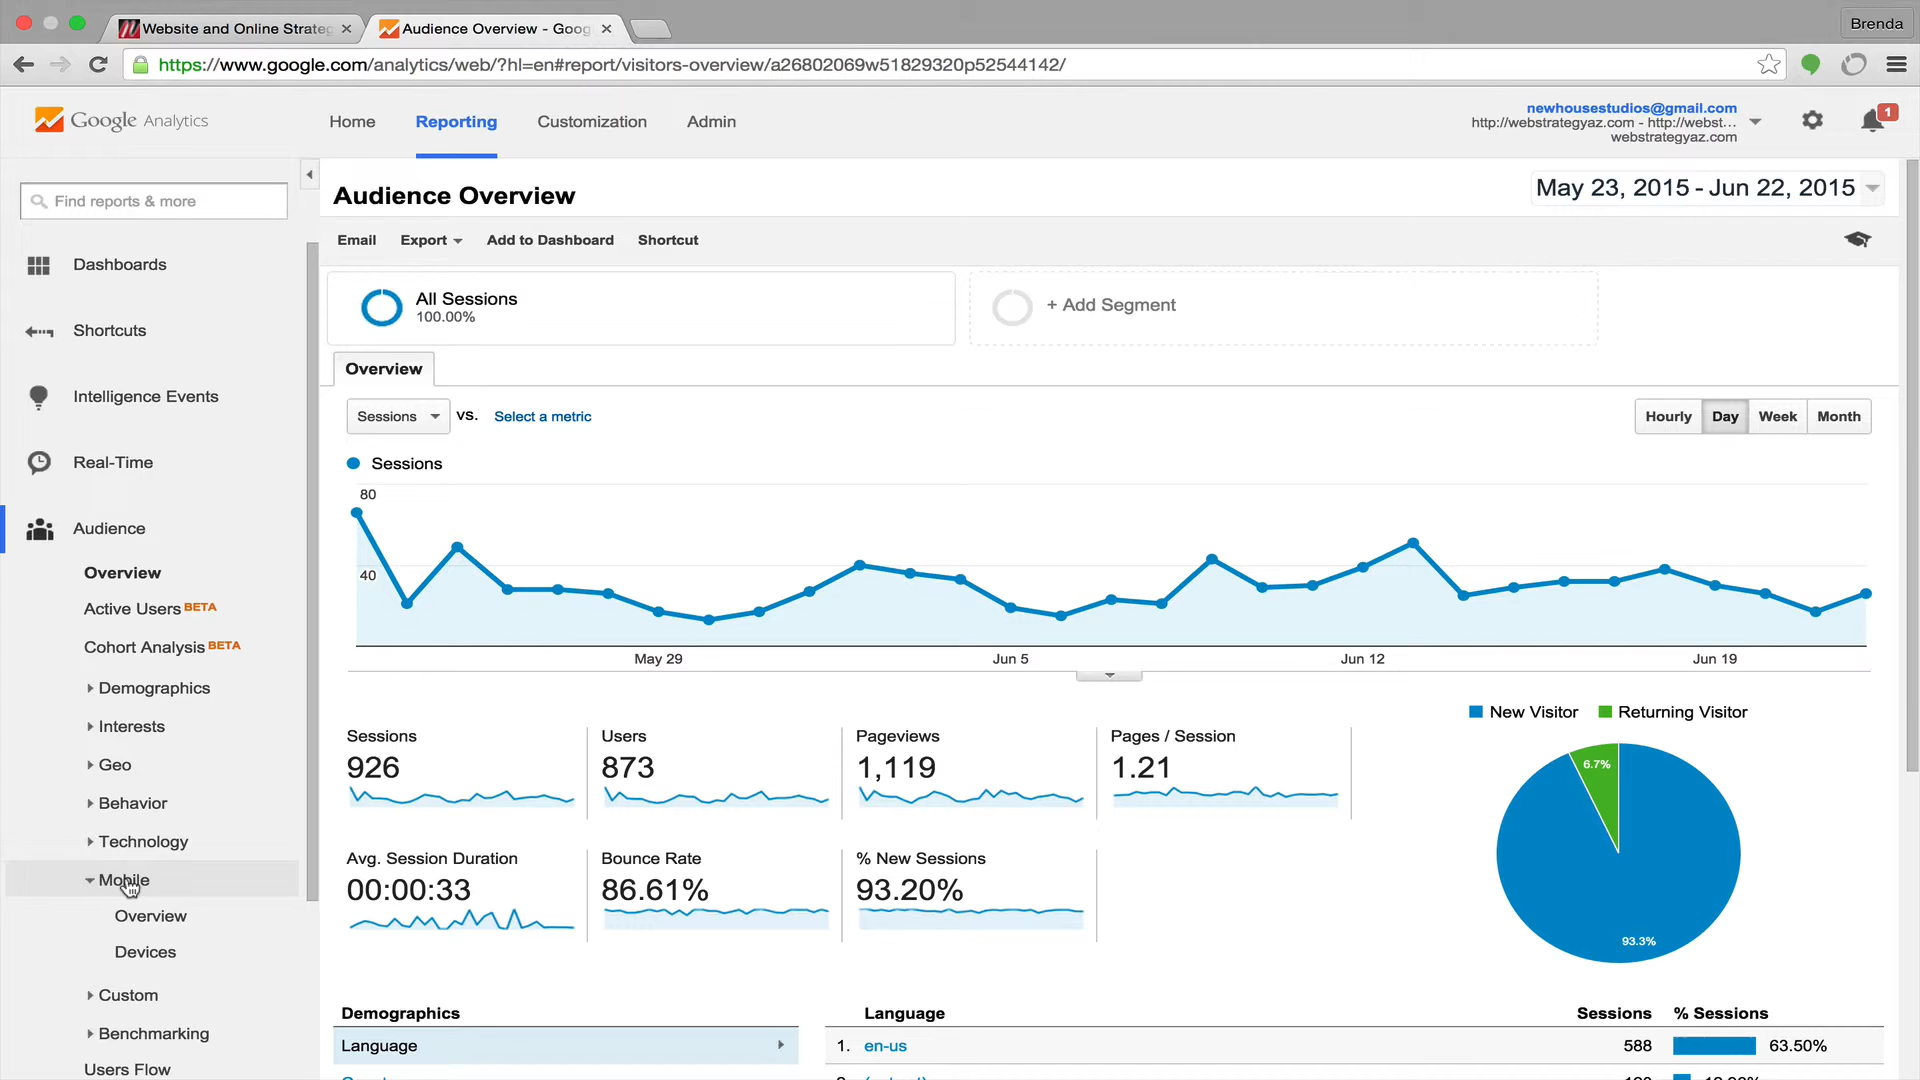 Website and Online Strateg
Audience Overview - Goog
Brenda
https://www.google.com/analytics/web/?hl=en#report/visitors-overview/a26802069w51829320p52544142/
Google Analytics
Home
Reporting
Customization
Admin
newhousestudios@gmail.com
http://webstrategyaz.com - http://webst...
webstrategyaz.com
1
Find reports & more
Dashboards
Shortcuts
Intelligence Events
Real-Time
Audience
Overview
Active Users BETA
Cohort Analysis BETA
Demographics
Interests
Geo
Behavior
Technology
Mobile
Overview
Devices
Custom
Benchmarking
Users Flow
Audience Overview
May 23, 2015 - Jun 22, 2015
Email
Export
Add to Dashboard
Shortcut
All Sessions
100.00%
+ Add Segment
Overview
Sessions
VS.
Select a metric
Hourly
Day
Week
Month
Sessions
80
40
May 29
Jun 5
Jun 12
Jun 19
Sessions
926
Users
873
Pageviews
1,119
Pages / Session
1.21
Avg. Session Duration
00:00:33
Bounce Rate
86.61%
% New Sessions
93.20%
New Visitor
Returning Visitor
6.7%
93.3%
Demographics
Language
Language
Sessions
% Sessions
1. en-us
588
63.50%